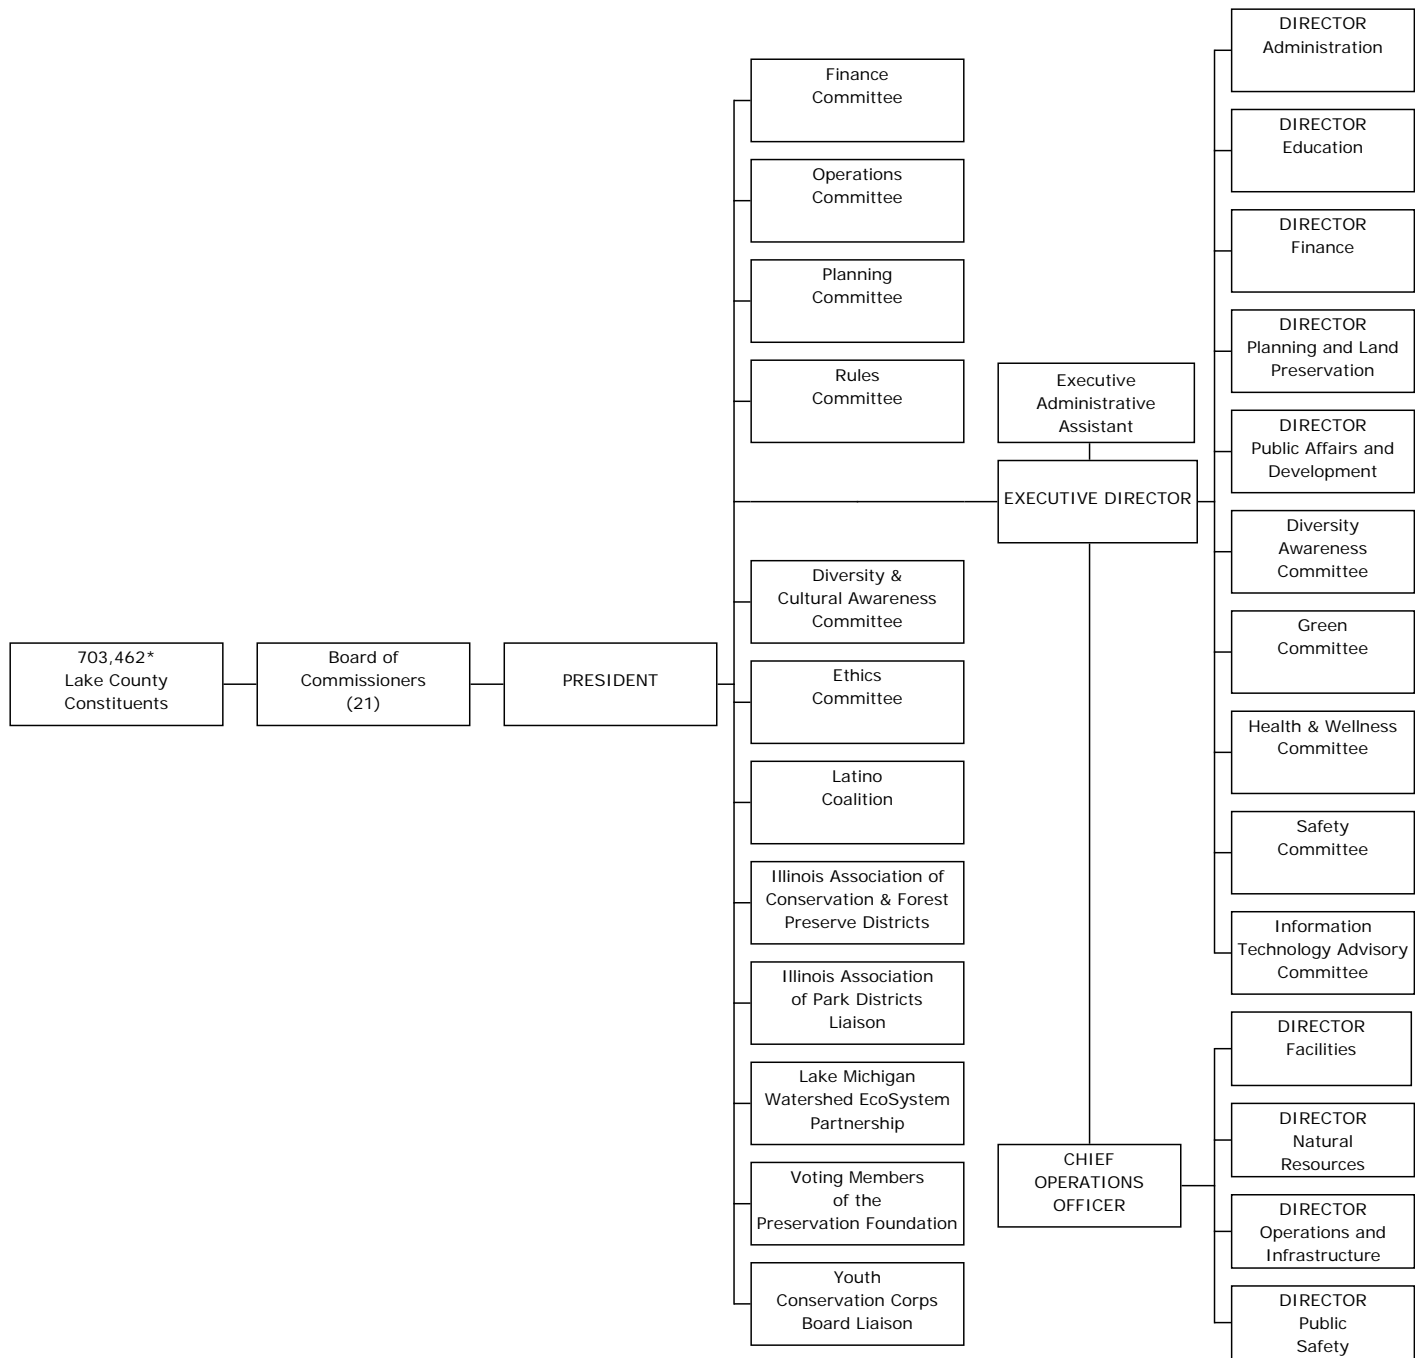 703,462*
Lake County
Constituents
Board of
Commissioners
(21)
PRESIDENT
Finance
Committee
Operations
Committee
Planning
Committee
Rules
Committee
Diversity &
Cultural Awareness
Committee
Ethics
Committee
Latino
Coalition
Illinois Association of
Conservation & Forest
Preserve Districts
Illinois Association
of Park Districts
Liaison
Lake Michigan
Watershed EcoSystem
Partnership
Voting Members
of the
Preservation Foundation
Youth
Conservation Corps
Board Liaison
Executive
Administrative
Assistant
EXECUTIVE DIRECTOR
CHIEF
OPERATIONS
OFFICER
DIRECTOR
Administration
DIRECTOR
Education
DIRECTOR
Finance
DIRECTOR
Planning and Land
Preservation
DIRECTOR
Public Affairs and
Development
Diversity
Awareness
Committee
Green
Committee
Health & Wellness
Committee
Safety
Committee
Information
Technology Advisory
Committee
DIRECTOR
Facilities
DIRECTOR
Natural
Resources
DIRECTOR
Operations and
Infrastructure
DIRECTOR
Public
Safety